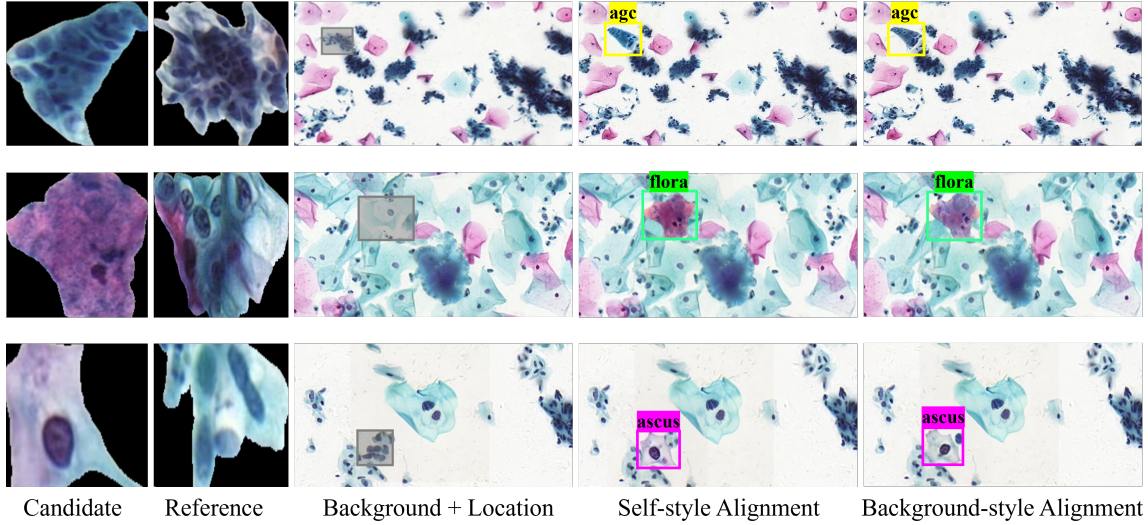 agc
agc
flora
flora
ascus
ascus
Candidate
Reference
Background + Location
Self-style Alignment
Background-style Alignment